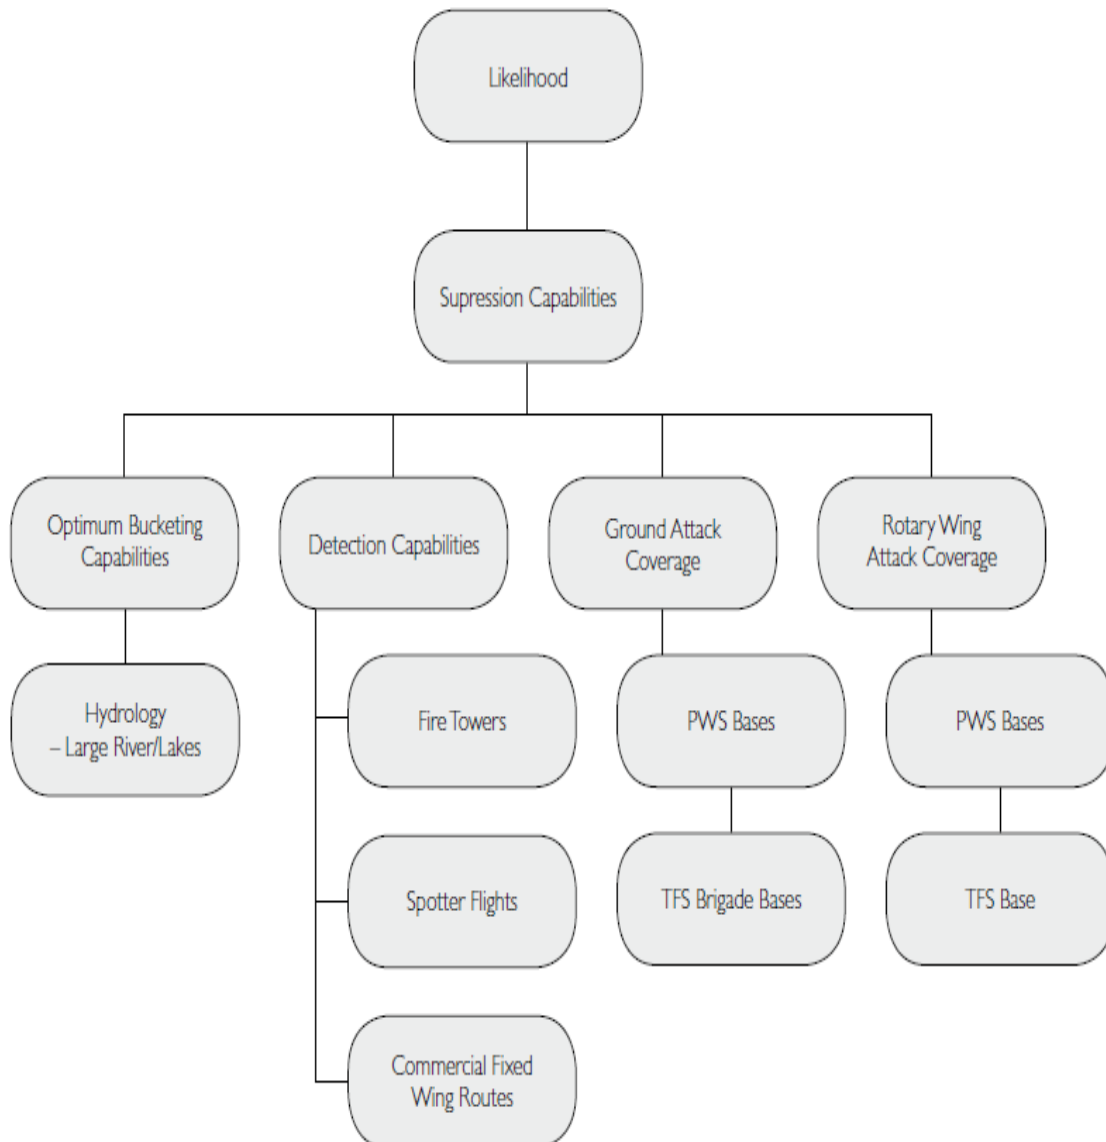 Likelihood
Supression Capabilities
Optimum Bucketing
Capabilities
Detection Capabilities
Ground Attack
Coverage
Rotary Wing
Attack Coverage
Hydrology
– Large River/Lakes
Fire Towers
PWS Bases
PWS Bases
Spotter Flights
TFS Brigade Bases
TFS Base
Commercial Fixed
Wing Routes